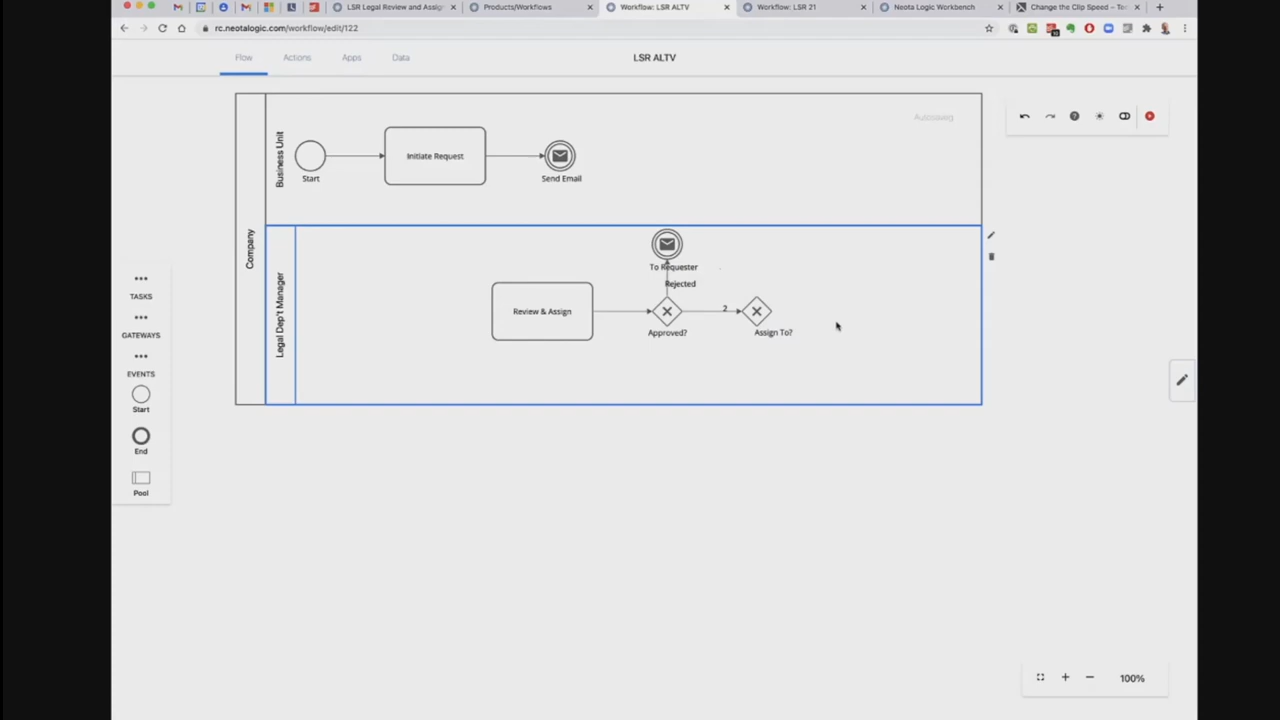 LSR Legal Review and Assign
Products/Workflows
Workflow: LSR ALTV
Workflow: LSR 21
Neota Logic Workbench
Change the Clip Speed – Tec
rc.neotalogic.com/workflow/edit/122
Flow
Actions
Apps
Data
LSR ALTV
Autosaving
Company
Business Unit
Start
Initiate Request
Send Email
Legal Dep't Manager
To Requester
Rejected
Review & Assign
2
Approved?
Assign To?
TASKS
GATEWAYS
EVENTS
Start
End
Pool
100%